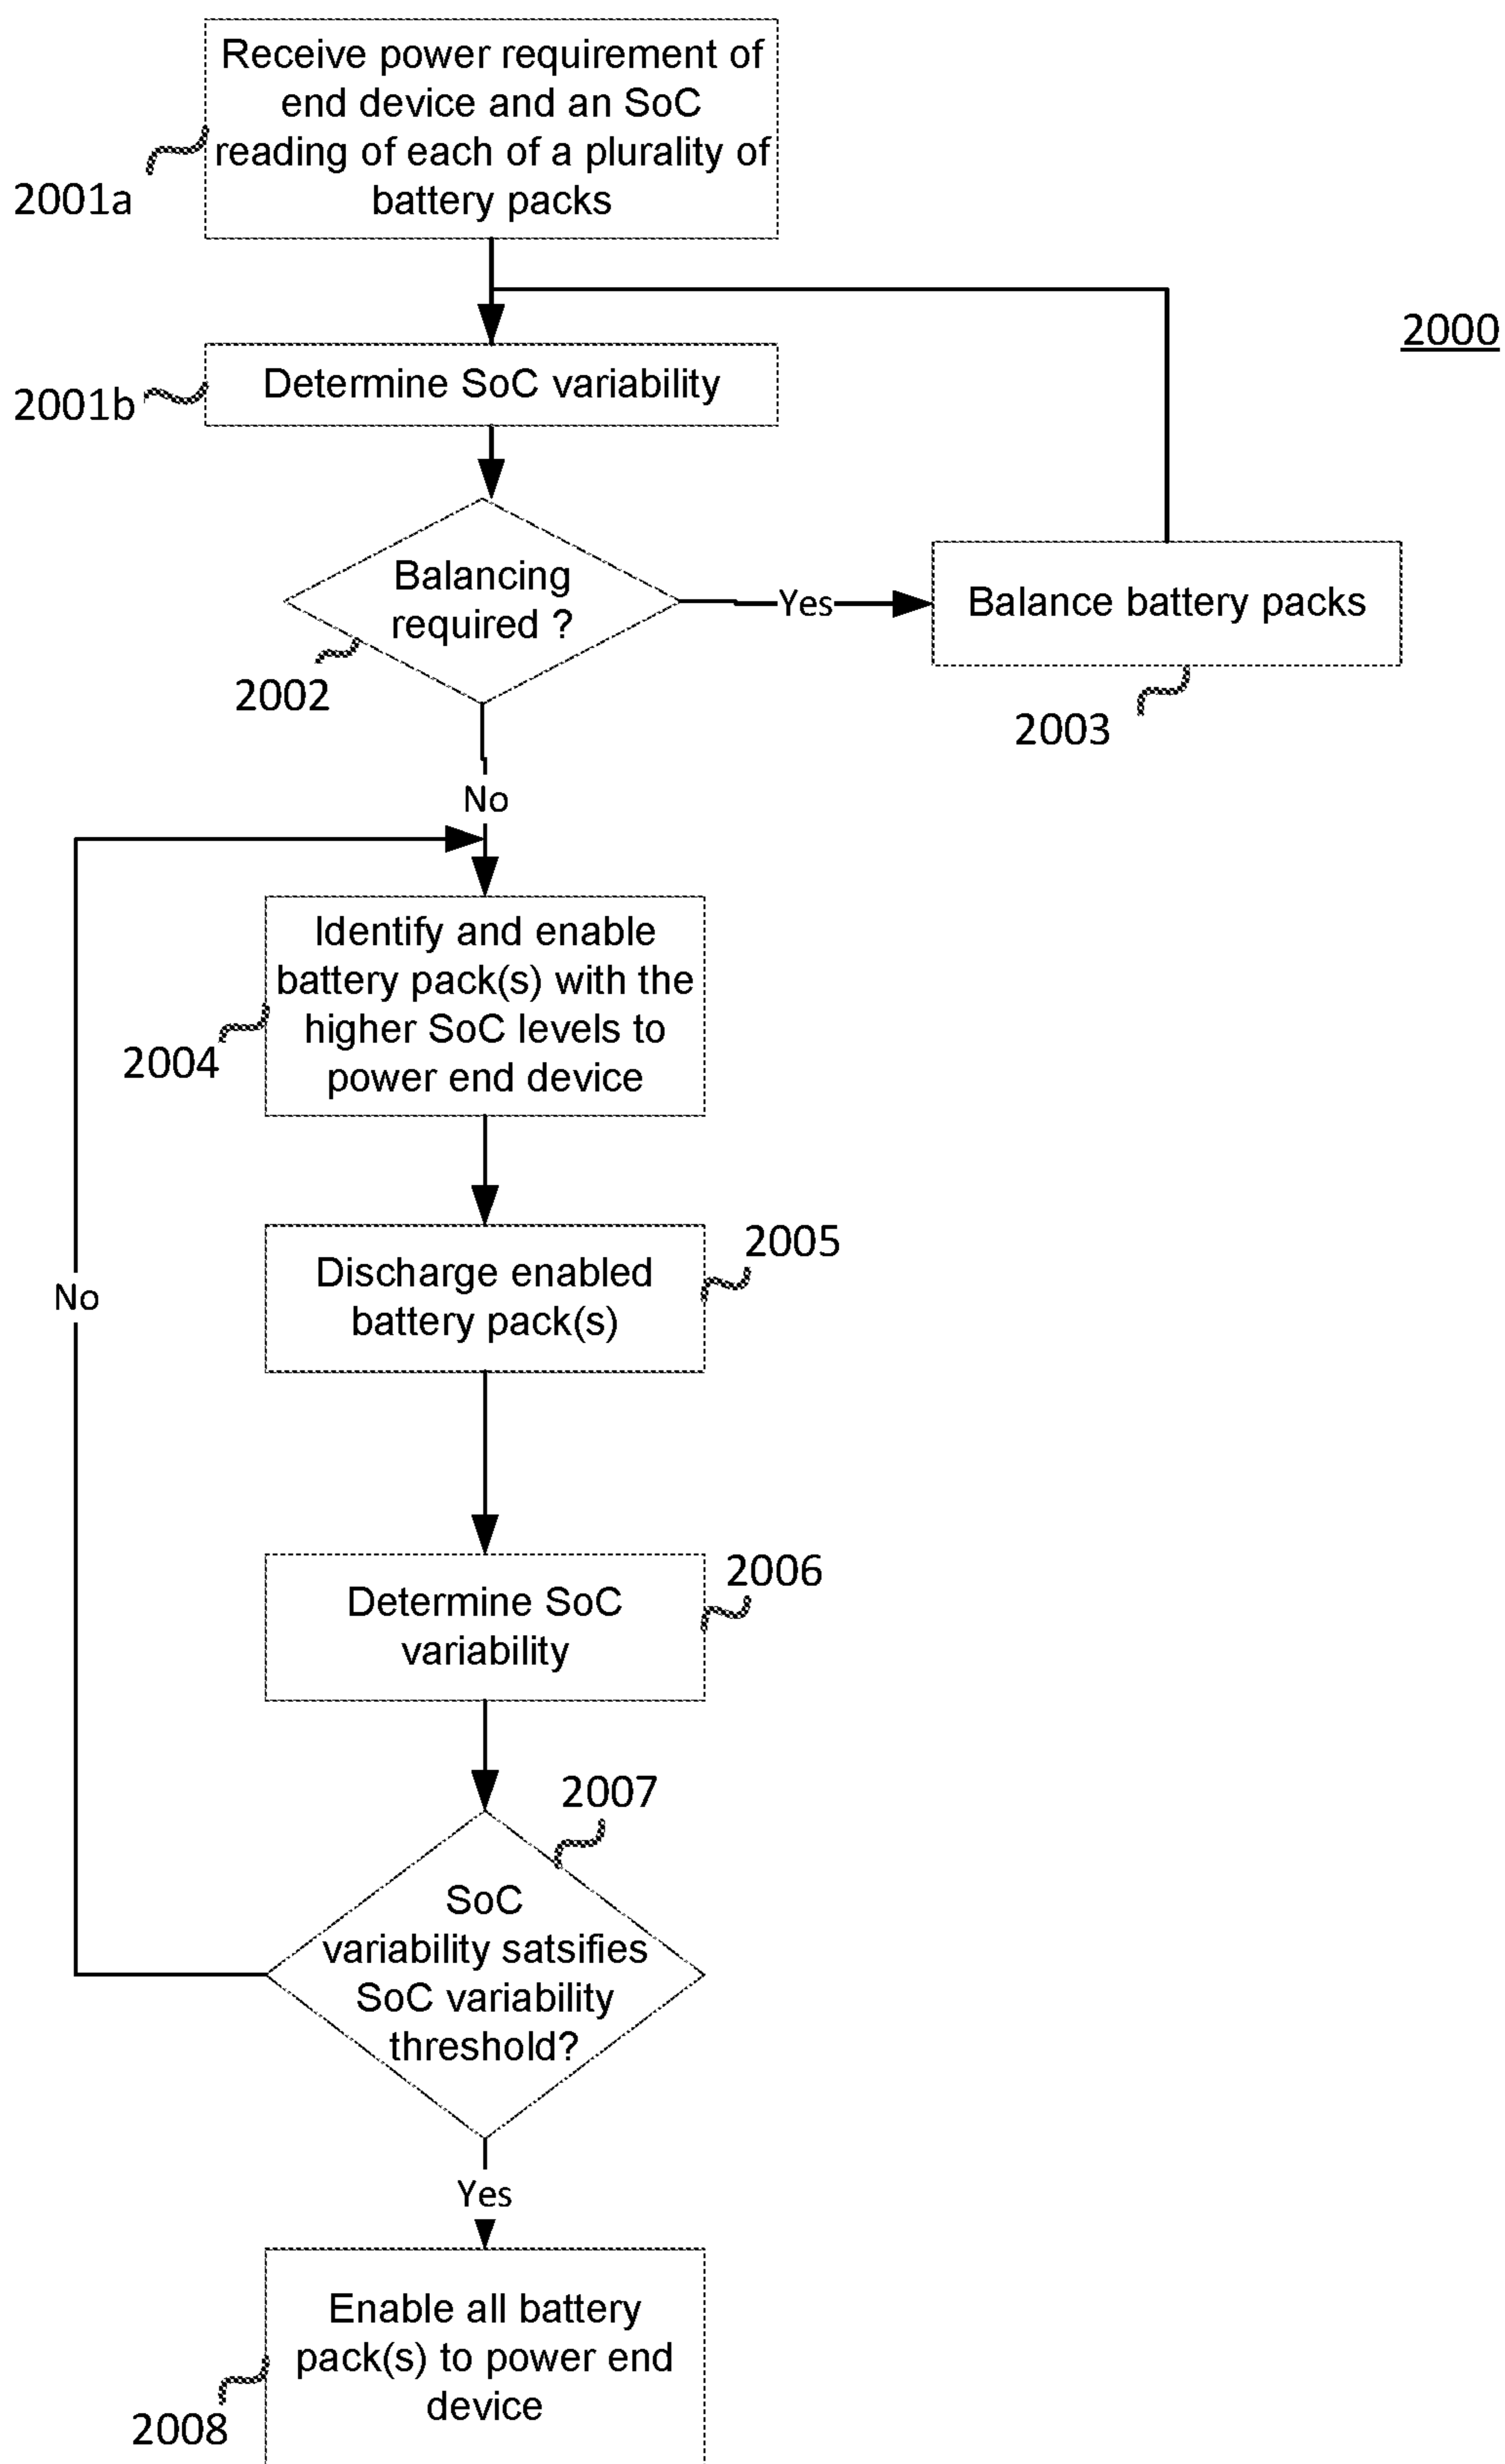 Receive power requirement of
end device and an SoC
reading of each of a plurality of
battery packs
2001a
2000
Determine SoC variability
2001b
Balancing
required ?
Yes
Balance battery packs
2002
2003
No
Identify and enable
battery pack(s) with the
higher SoC levels to
power end device
2004
2005
Discharge enabled
battery pack(s)
No
2006
Determine SoC
variability
2007
SoC
variability satsifies
SoC variability
threshold?
Yes
Enable all battery
pack(s) to power end
device
2008